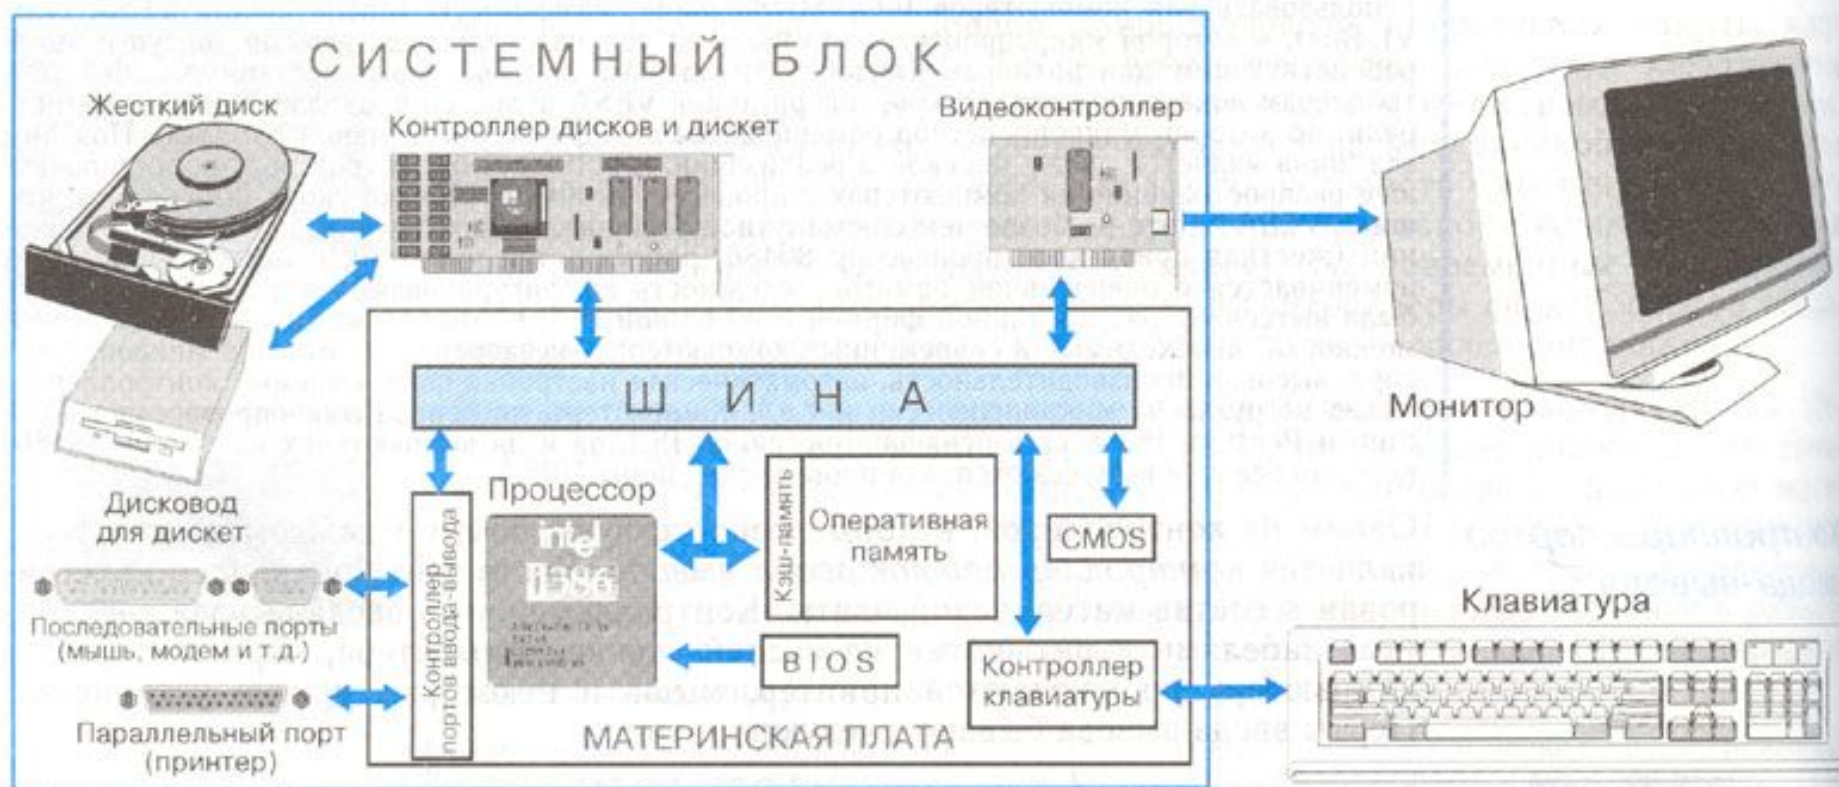 СИСТЕМНЫЙ БЛОК
Жесткий диск
Контроллер дисков и дискет
Видеоконтроллер
Монитор
ШИНА
Дисковод
для дискет
Контроллер
портов ввода-вывода
Процессор
intel
Кэш-память
Оперативная
память
CMOS
Последовательные порты
(мышь, модем и т.д.)
BIOS
Контроллер
клавиатуры
Клавиатура
Параллельный порт
(принтер)
МАТЕРИНСКАЯ ПЛАТА